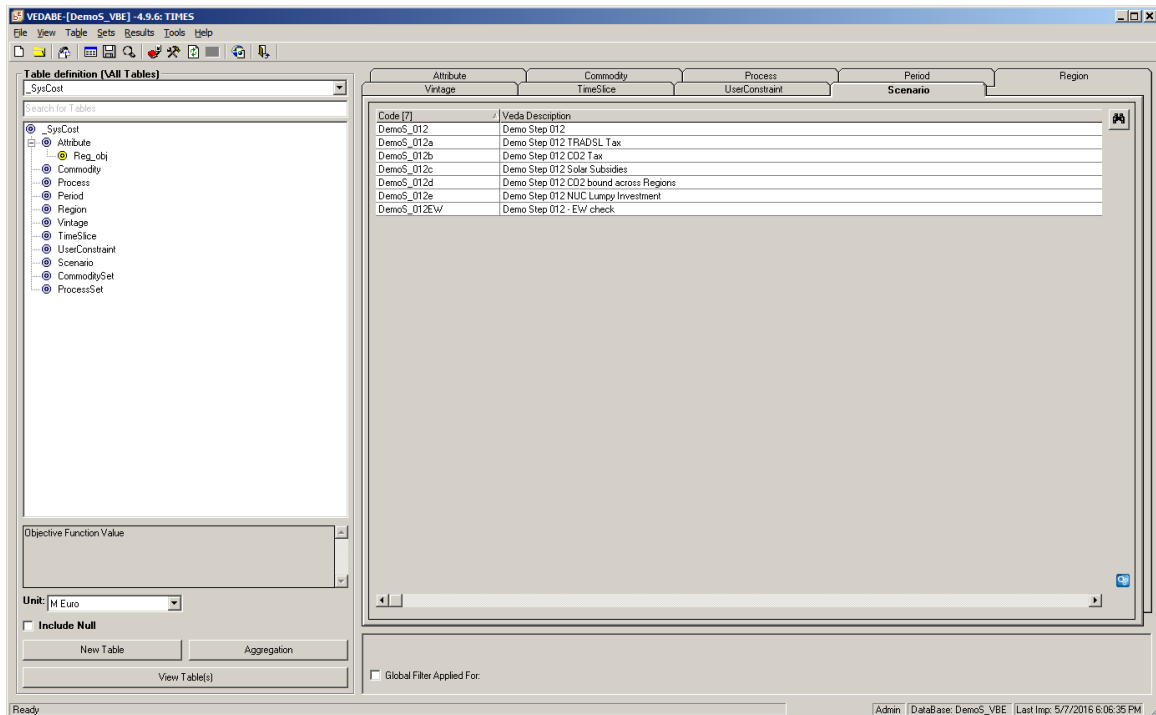 VEDABE-[DemoS_VBE] -4.9.6: TIMES
File View Table Sets Results Tools Help
Table definition (\All Tables)
_SysCost
Search for Tables
_SysCost
Attribute
Reg_obj
Commodity
Process
Period
Region
Vintage
TimeSlice
UserConstraint
Scenario
CommoditySet
ProcessSet
Objective Function Value
Unit: M Euro
Include Null
New Table Aggregation
View Table(s)
Attribute Commodity Process Period Region
Vintage TimeSlice UserConstraint Scenario
Code [7] Veda Description
DemoS_012 Demo Step 012
DemoS_012a Demo Step 012 TRADSL Tax
DemoS_012b Demo Step 012 CO2 Tax
DemoS_012c Demo Step 012 Solar Subsidies
DemoS_012d Demo Step 012 CO2 bound across Regions
DemoS_012e Demo Step 012 NUC Lumpy Investment
DemoS_012EW Demo Step 012 - EW check
Global Filter Applied For:
Ready Admin DataBase: DemoS_VBE Last Imp: 5/7/2016 6:06:35 PM